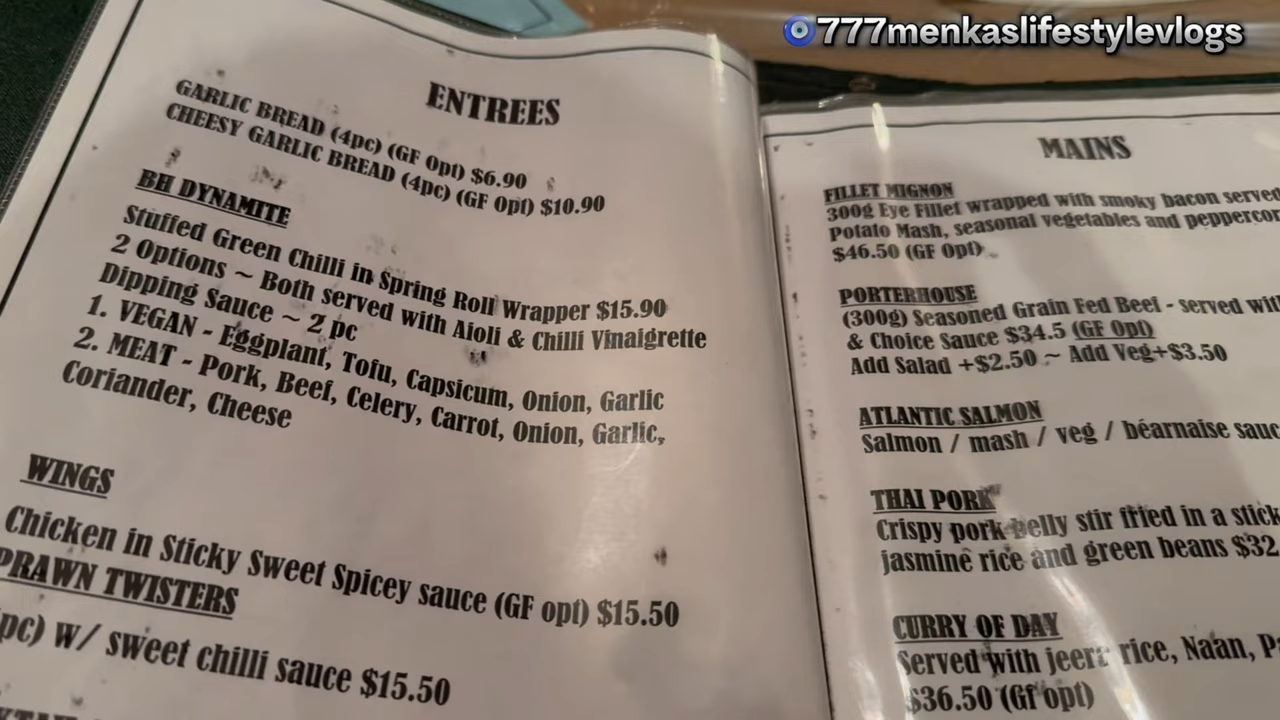 777menkaslifestylevlogs
ENTREES
GARLIC BREAD (4pc) (GF Opt) $6.90
CHEESY GARLIC BREAD (4pc) (GF Opt) $10.90
BH DYNAMITE
Stuffed Green Chilli in Spring Roll Wrapper $15.90
2 Options ~ Both served with Aioli & Chilli Vinaigrette
Dipping Sauce ~ 2 pc
1. VEGAN - Eggplant, Tofu, Capsicum, Onion, Garlic
2. MEAT - Pork, Beef, Celery, Carrot, Onion, Garlic,
Coriander, Cheese
WINGS
Chicken in Sticky Sweet Spicey sauce (GF opt) $15.50
PRAWN TWISTERS
pc) w/ sweet chilli sauce $15.50
MAINS
FILLET MIGNON
300g Eye Fillet wrapped with smoky bacon served
Potato Mash, seasonal vegetables and peppercor
$46.50 (GF Opt)
PORTERHOUSE
(300g) Seasoned Grain Fed Beef - served wit
& Choice Sauce $34.5 (GF Opt)
Add Salad +$2.50 ~ Add Veg+$3.50
ATLANTIC SALMON
Salmon / mash / veg / béarnaise sauc
THAI PORK
Crispy pork belly stir fried in a stick
jasmine rice and green beans $32.
CURRY OF DAY
Served with jeera rice, Naan, Pa
$36.50 (Gf opt)